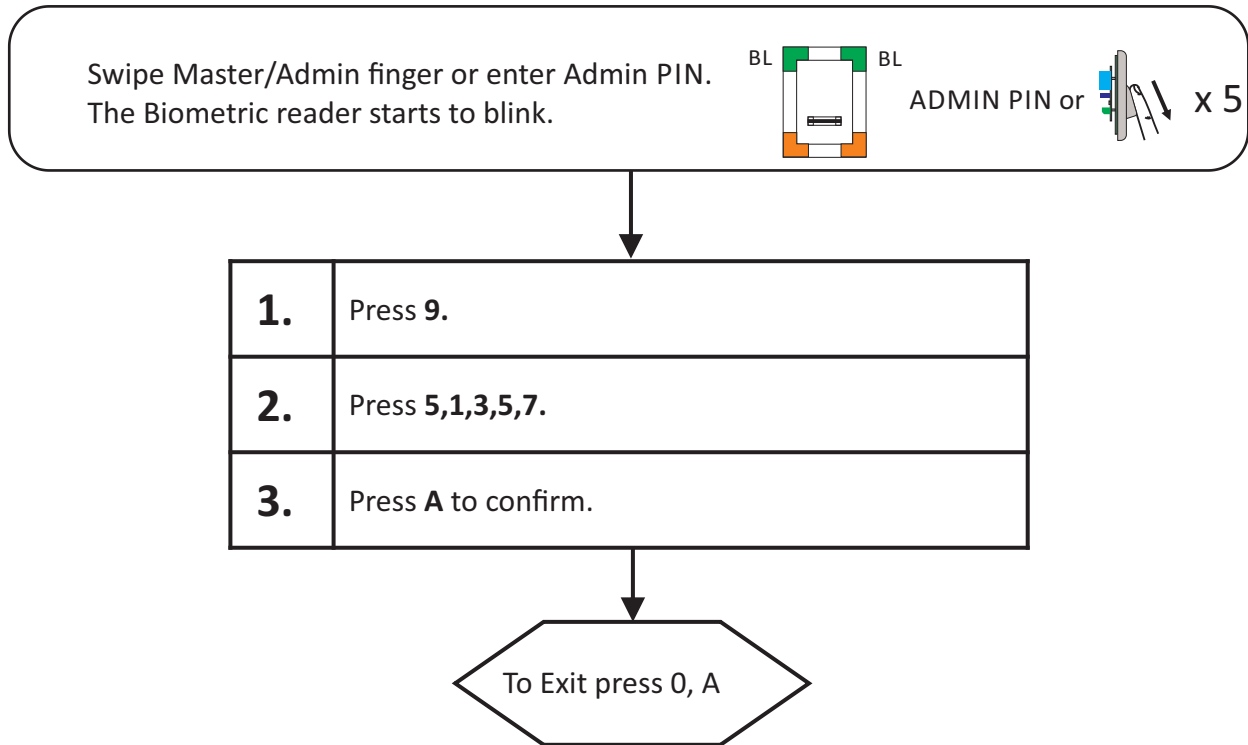 Swipe Master/Admin finger or enter Admin PIN.
The Biometric reader starts to blink.
BL
BL
ADMIN PIN or
x 5
1.
Press 9.
2.
Press 5,1,3,5,7.
3.
Press A to confirm.
To Exit press 0, A